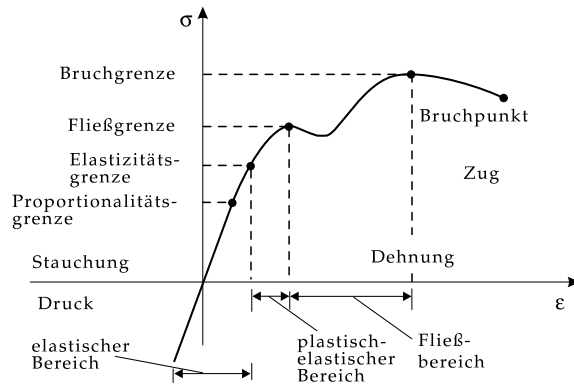 σ
Bruchgrenze
Fließgrenze
Elastizitäts-
grenze
Proportionalitäts-
grenze
Bruchpunkt
Zug
Stauchung
Dehnung
Druck
ε
elastischer
Bereich
plastisch-
elastischer
Bereich
Fließ-
bereich